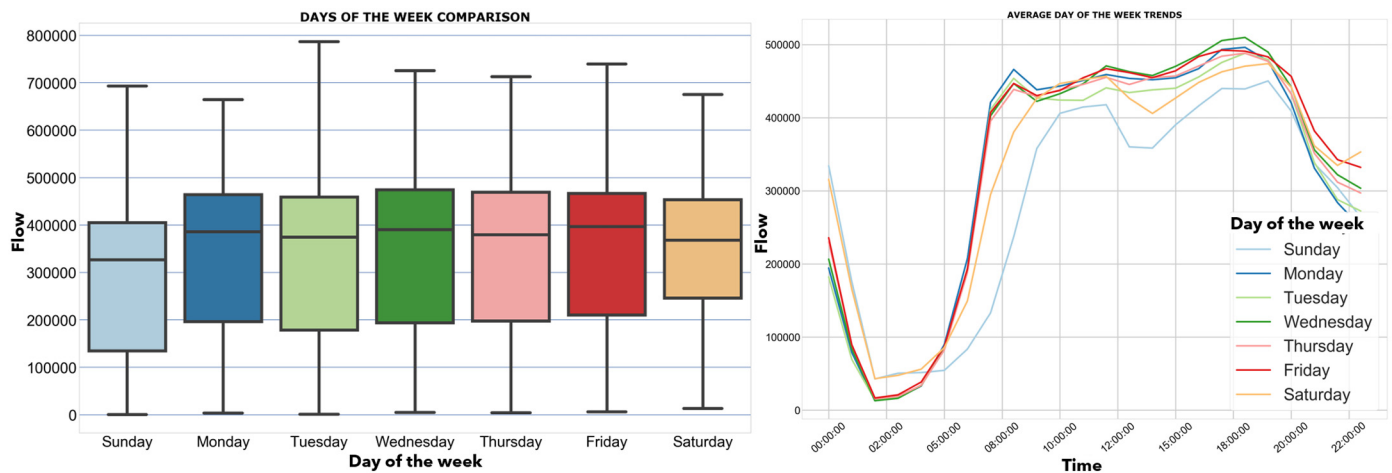 DAYS OF THE WEEK COMPARISON
800000
700000
600000
500000
400000
300000
200000
100000
0
Flow
Sunday Monday Tuesday Wednesday Thursday Friday Saturday
Day of the week
AVERAGE DAY OF THE WEEK TRENDS
500000
400000
300000
200000
100000
0
Flow
Day of the week
Sunday
Monday
Tuesday
Wednesday
Thursday
Friday
Saturday
00:00:00 02:00:00 05:00:00 08:00:00 10:00:00 12:00:00 15:00:00 18:00:00 20:00:00 22:00:00
Time